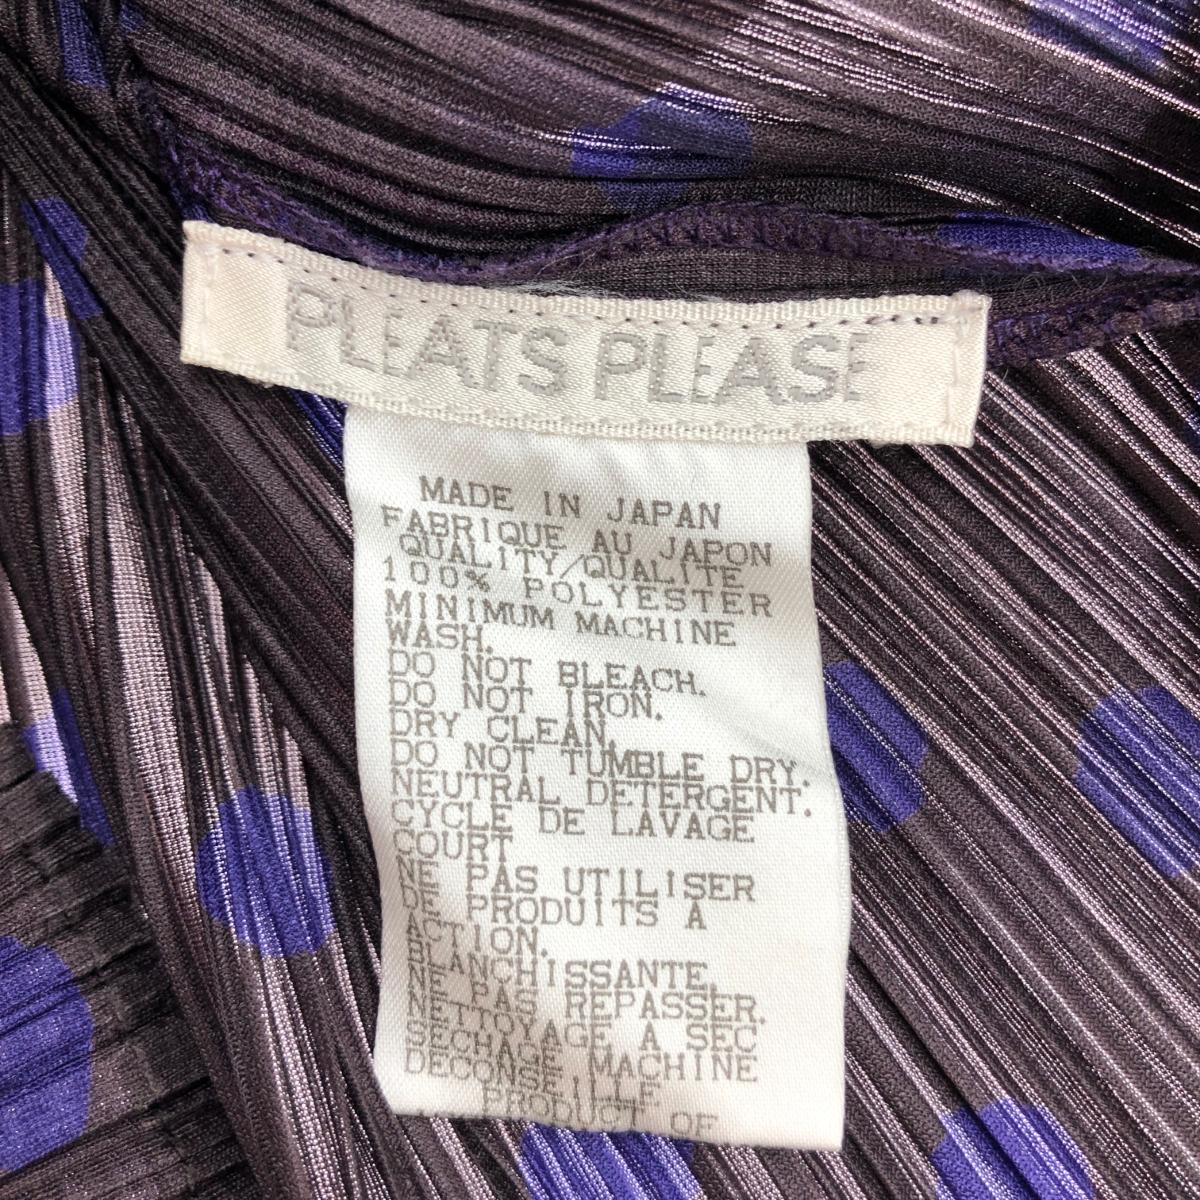 PLEATS PLEASE
MADE IN JAPAN
FABRIQUE AU JAPON
QUALITY/QUALITE
100% POLYESTER
MINIMUM MACHINE
WASH.
DO NOT BLEACH.
DO NOT IRON.
DRY CLEAN.
DO NOT TUMBLE DRY.
NEUTRAL DETERGENT.
CYCLE DE LAVAGE
COURT
NE PAS UTILISER
DE PRODUITS A
ACTION.
BLANCHISSANTE.
NE PAS REPASSER.
NETTOYAGE A SEC
SECHAGE MACHINE
DECONSEILLE
PRODUCT OF